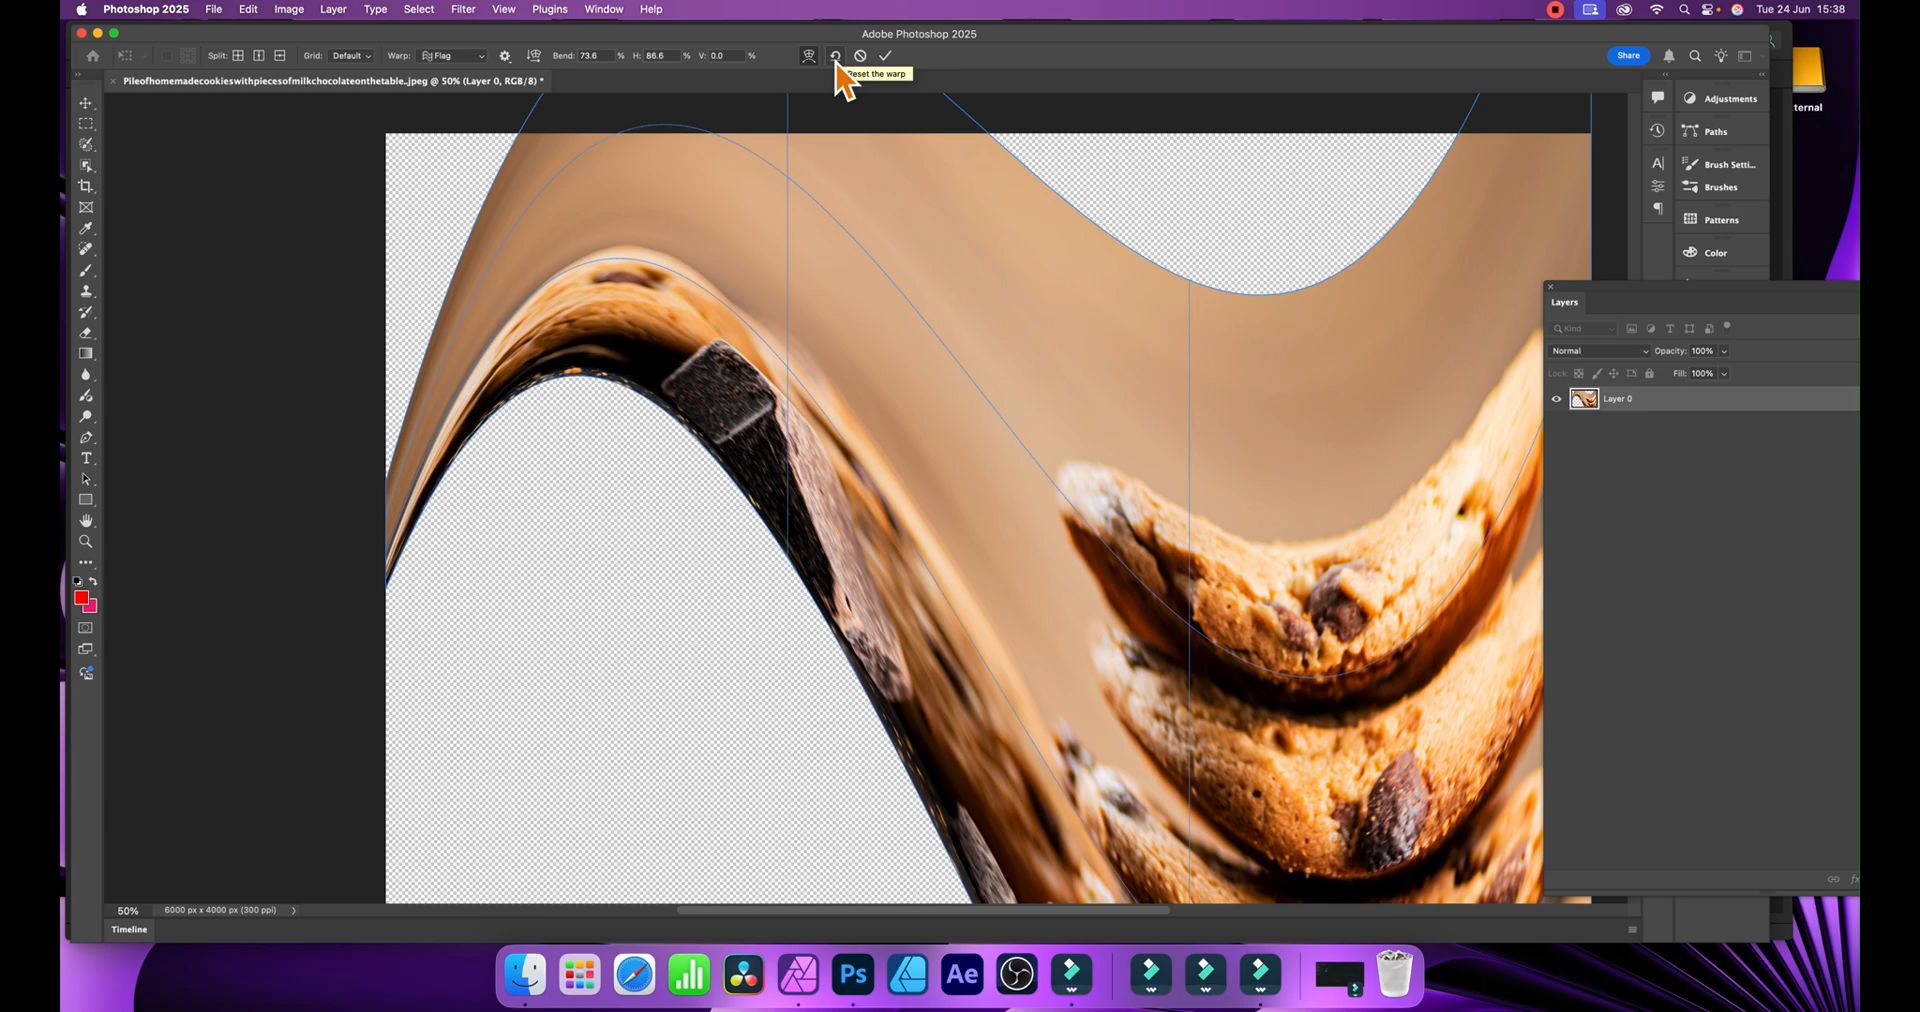 Photoshop 2025 File Edit Image Layer Type Select Filter View Plugins Window Help Tue 24 Jun 15:38
Adobe Photoshop 2025
Split: Grid: Default Warp: Flag Bend: 73.6 % H: 86.6 % V: 0.0 % Share
Reset the warp
× Pileofhomemadecookieswithpiecesofmilkchocolateonthetable.jpeg @ 50% (Layer 0, RGB/8) *
Adjustments
ternal
Paths
Brush Setti...
Brushes
Patterns
Color
Layers
Kind
Normal Opacity: 100%
Lock: Fill: 100%
Layer 0
fx
50% 6000 px x 4000 px (300 ppi)
Timeline
Ps Ae